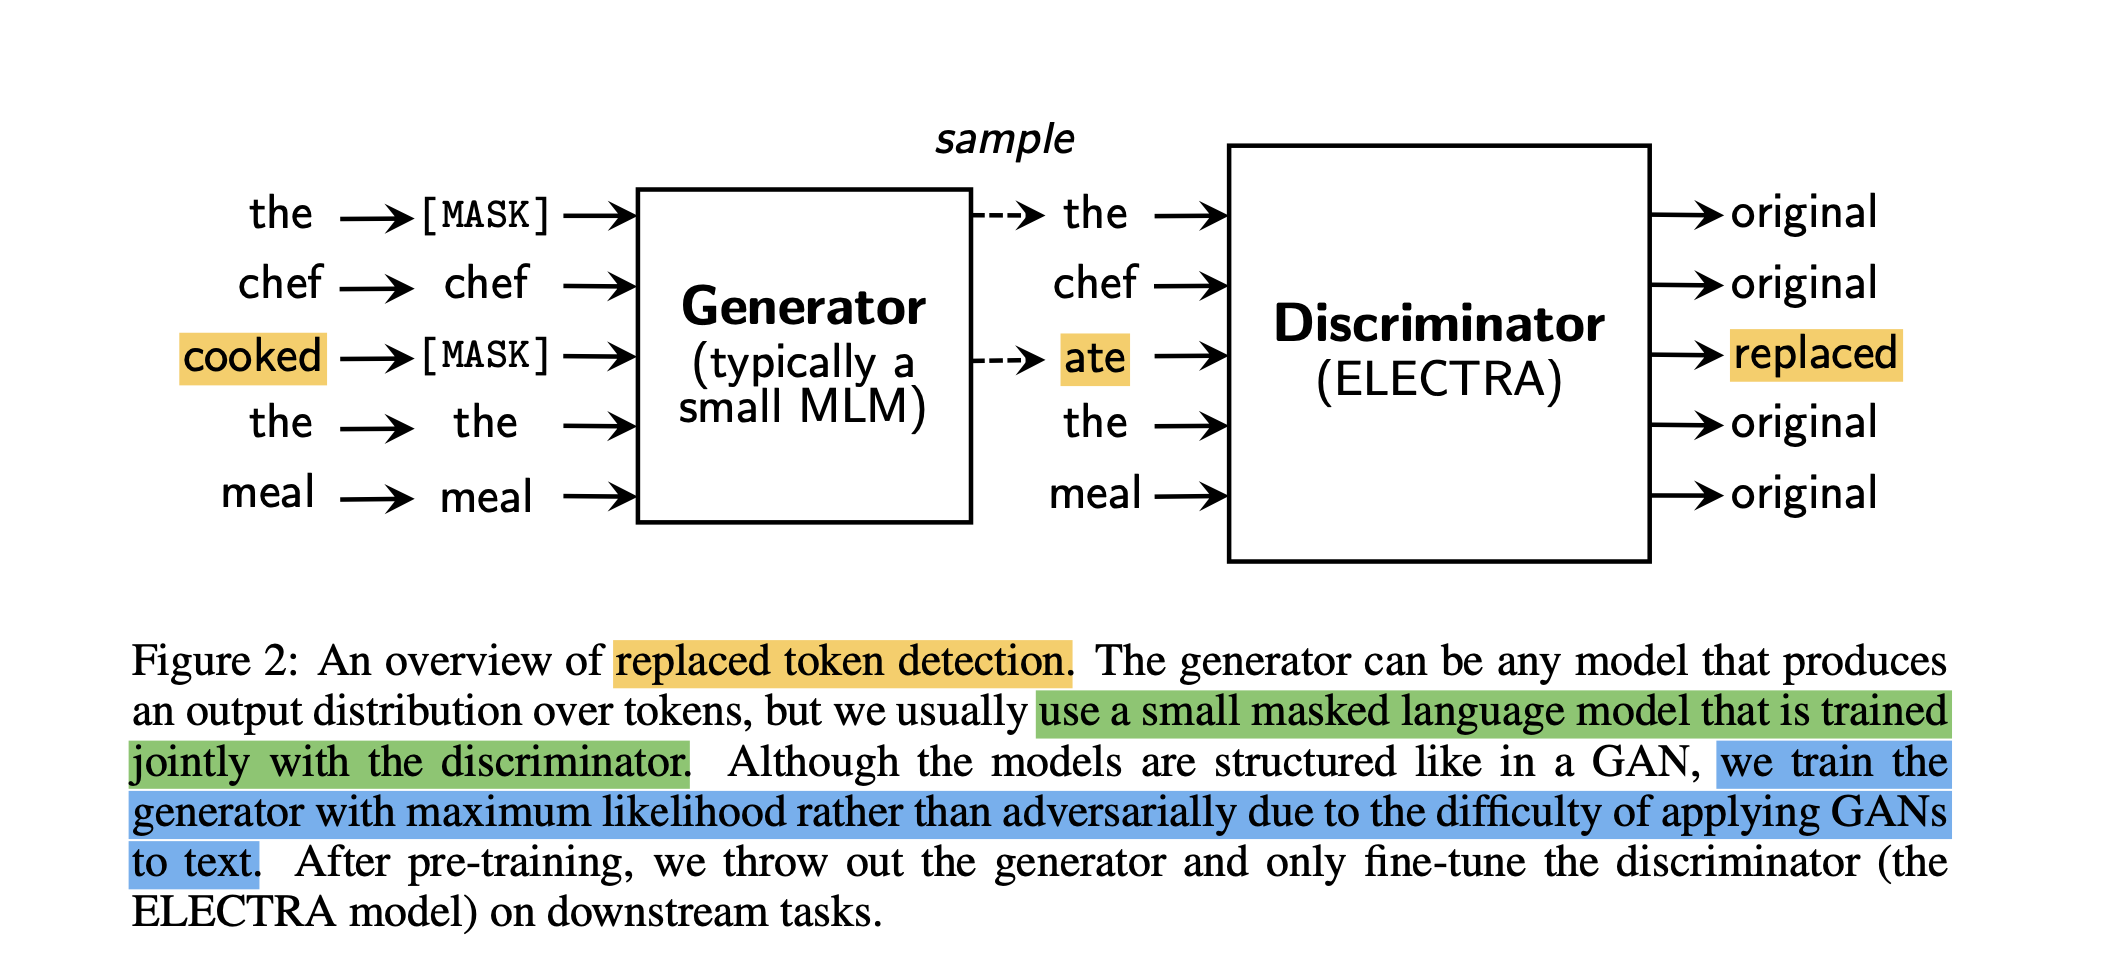 sample
the [MASK] the original
chef chef Generator chef Discriminator original
cooked [MASK] (typically a ate (ELECTRA) replaced
the the small MLM) the original
meal meal meal original
Figure 2: An overview of replaced token detection. The generator can be any model that produces
an output distribution over tokens, but we usually use a small masked language model that is trained
jointly with the discriminator. Although the models are structured like in a GAN, we train the
generator with maximum likelihood rather than adversarially due to the difficulty of applying GANs
to text. After pre-training, we throw out the generator and only fine-tune the discriminator (the
ELECTRA model) on downstream tasks.